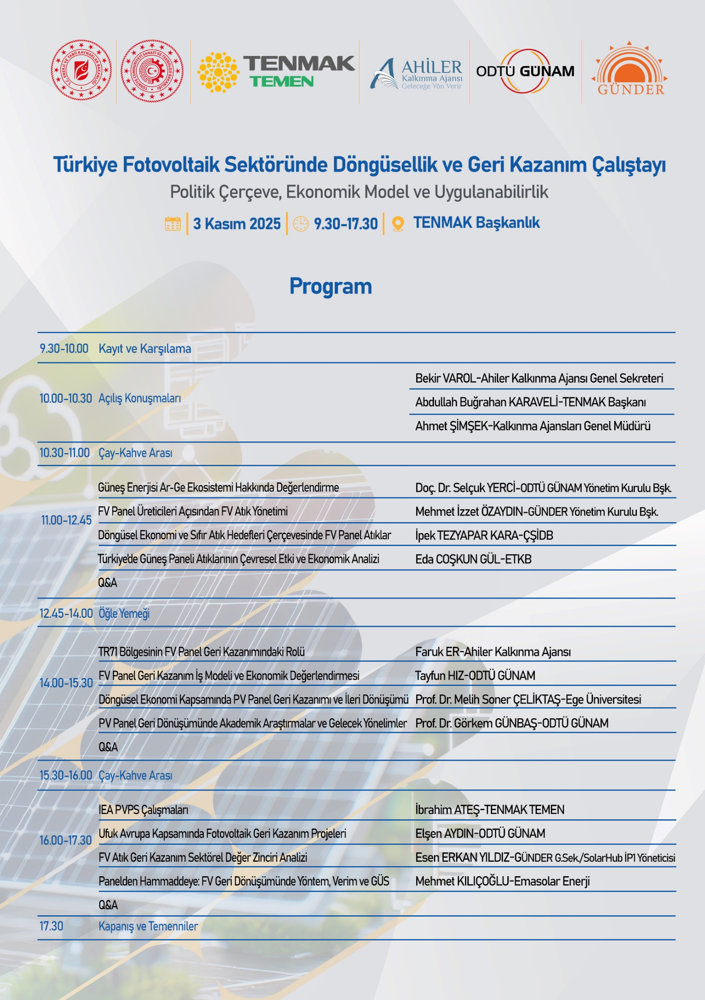 T.C. ENERJİ VE TABİİ KAYNAKLAR BAKANLIĞI
TÜRKİYE CUMHURİYETİ SANAYİ VE TEKNOLOJİ BAKANLIĞI
TENMAK
TEMEN
AHİLER
Kalkınma Ajansı
Geleceğe Yön Verir
ODTÜ GÜNAM
GÜNDER
Türkiye Fotovoltaik Sektöründe Döngüsellik ve Geri Kazanım Çalıştayı
Politik Çerçeve, Ekonomik Model ve Uygulanabilirlik
3 Kasım 2025 9.30-17.30 TENMAK Başkanlık
Program
9.30-10.00 Kayıt ve Karşılama
10.00-10.30 Açılış Konuşmaları
Bekir VAROL-Ahiler Kalkınma Ajansı Genel Sekreteri
Abdullah Buğrahan KARAVELİ-TENMAK Başkanı
Ahmet ŞİMŞEK-Kalkınma Ajansları Genel Müdürü
10.30-11.00 Çay-Kahve Arası
11.00-12.45
Güneş Enerjisi Ar-Ge Ekosistemi Hakkında Değerlendirme Doç. Dr. Selçuk YERCİ-ODTÜ GÜNAM Yönetim Kurulu Bşk.
FV Panel Üreticileri Açısından FV Atık Yönetimi Mehmet İzzet ÖZAYDIN-GÜNDER Yönetim Kurulu Bşk.
Döngüsel Ekonomi ve Sıfır Atık Hedefleri Çerçevesinde FV Panel Atıklar İpek TEZYAPAR KARA-ÇŞİDB
Türkiye'de Güneş Paneli Atıklarının Çevresel Etki ve Ekonomik Analizi Eda COŞKUN GÜL-ETKB
Q&A
12.45-14.00 Öğle Yemeği
14.00-15.30
TR71 Bölgesinin FV Panel Geri Kazanımındaki Rolü Faruk ER-Ahiler Kalkınma Ajansı
FV Panel Geri Kazanım İş Modeli ve Ekonomik Değerlendirmesi Tayfun HIZ-ODTÜ GÜNAM
Döngüsel Ekonomi Kapsamında PV Panel Geri Kazanımı ve İleri Dönüşümü Prof. Dr. Melih Soner ÇELİKTAŞ-Ege Üniversitesi
PV Panel Geri Dönüşümünde Akademik Araştırmalar ve Gelecek Yönelimler Prof. Dr. Görkem GÜNBAŞ-ODTÜ GÜNAM
Q&A
15.30-16.00 Çay-Kahve Arası
16.00-17.30
IEA PVPS Çalışmaları İbrahim ATEŞ-TENMAK TEMEN
Ufuk Avrupa Kapsamında Fotovoltaik Geri Kazanım Projeleri Elşen AYDIN-ODTÜ GÜNAM
FV Atık Geri Kazanım Sektörel Değer Zinciri Analizi Esen ERKAN YILDIZ-GÜNDER G.Sek./SolarHub İP1 Yöneticisi
Panelden Hammaddeye: FV Geri Dönüşümünde Yöntem, Verim ve GÜS Mehmet KILIÇOĞLU-Emasolar Enerji
Q&A
17.30 Kapanış ve Temenniler